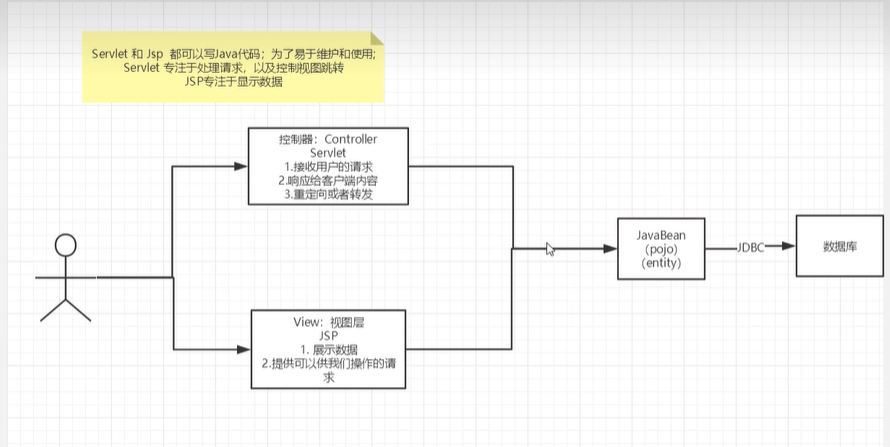 Servlet 和 Jsp 都可以写Java代码；为了易于维护和使用;
Servlet 专注于处理请求，以及控制视图跳转
JSP专注于显示数据
控制器：Controller
Servlet
1.接收用户的请求
2.响应给客户端内容
3.重定向或者转发
View：视图层
JSP
1. 展示数据
2.提供可以供我们操作的请
求
JavaBean
（pojo）
（entity）
JDBC
数据库